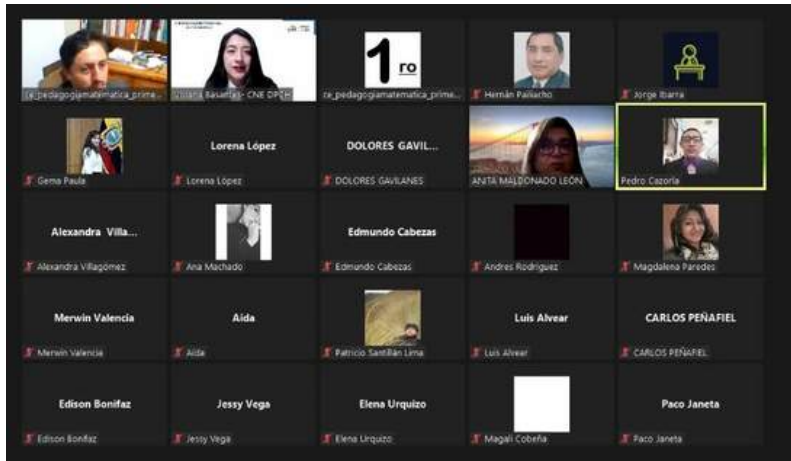 ce_pedagogiamatematica_prime...
Viviana Basantes- CNE DPCH
1 ro
ce_pedagogiamatematica_prime...
Hernán Pailiacho
Jorge Ibarra
Gema Paula
Lorena López
Lorena López
DOLORES GAVIL...
DOLORES GAVILANES
ANITA MALDONADO LEÓN
Pedro Cazorla
Alexandra Villa...
Alexandra Villagómez
Ana Machado
Edmundo Cabezas
Edmundo Cabezas
Andres Rodriguez
Magdalena Paredes
Merwin Valencia
Merwin Valencia
Aida
Aida
Patricio Santillán Lima
Luis Alvear
Luis Alvear
CARLOS PEÑAFIEL
CARLOS PEÑAFIEL
Edison Bonifaz
Edison Bonifaz
Jessy Vega
Jessy Vega
Elena Urquizo
Elena Urquizo
Magali Cobeña
Paco Janeta
Paco Janeta